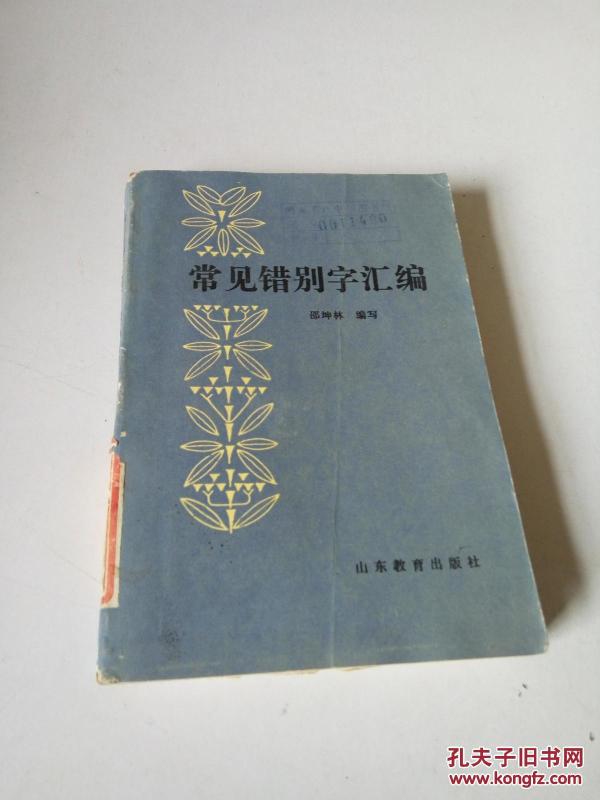 0011400
常见错别字汇编
邵坤林 编写
山东教育出版社
孔夫子旧书网
www.kongfz.com